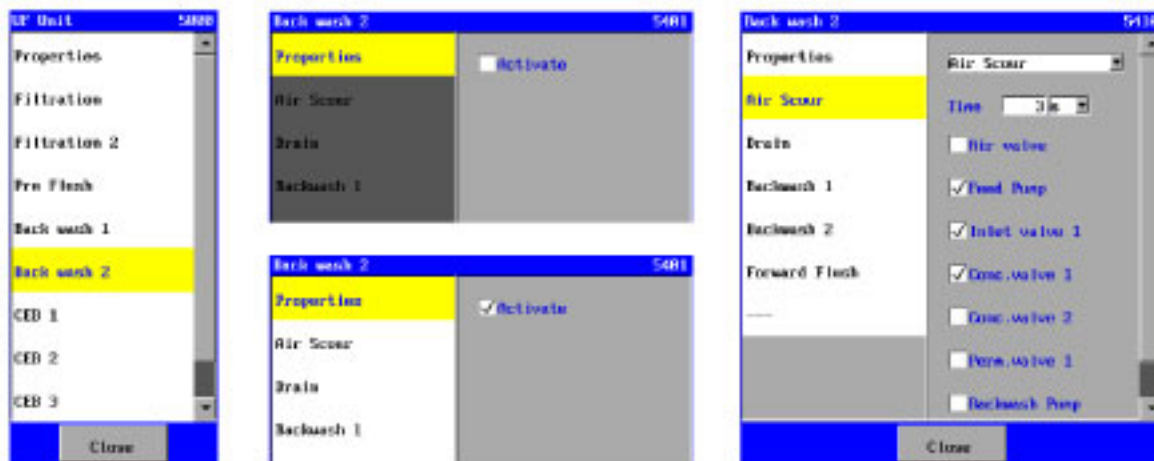 UF Unit 5000
Properties
Filtration
Filtration 2
Pre Flush
Back wash 1
Back wash 2
CEB 1
CEB 2
CEB 3
Close
Back wash 2 5401
Properties
Activate
Air Scour
Drain
Backwash 1
Back wash 2 5401
Properties
Activate
Air Scour
Drain
Backwash 1
Back wash 2
Properties
Air Scour
Drain
Backwash 1
Backwash 2
Forward Flush
---
Air Scour
Time 3 m
Air valve
Feed Pump
Inlet valve 1
Conc.valve 1
Conc.valve 2
Perm.valve 1
Backwash Pump
Close